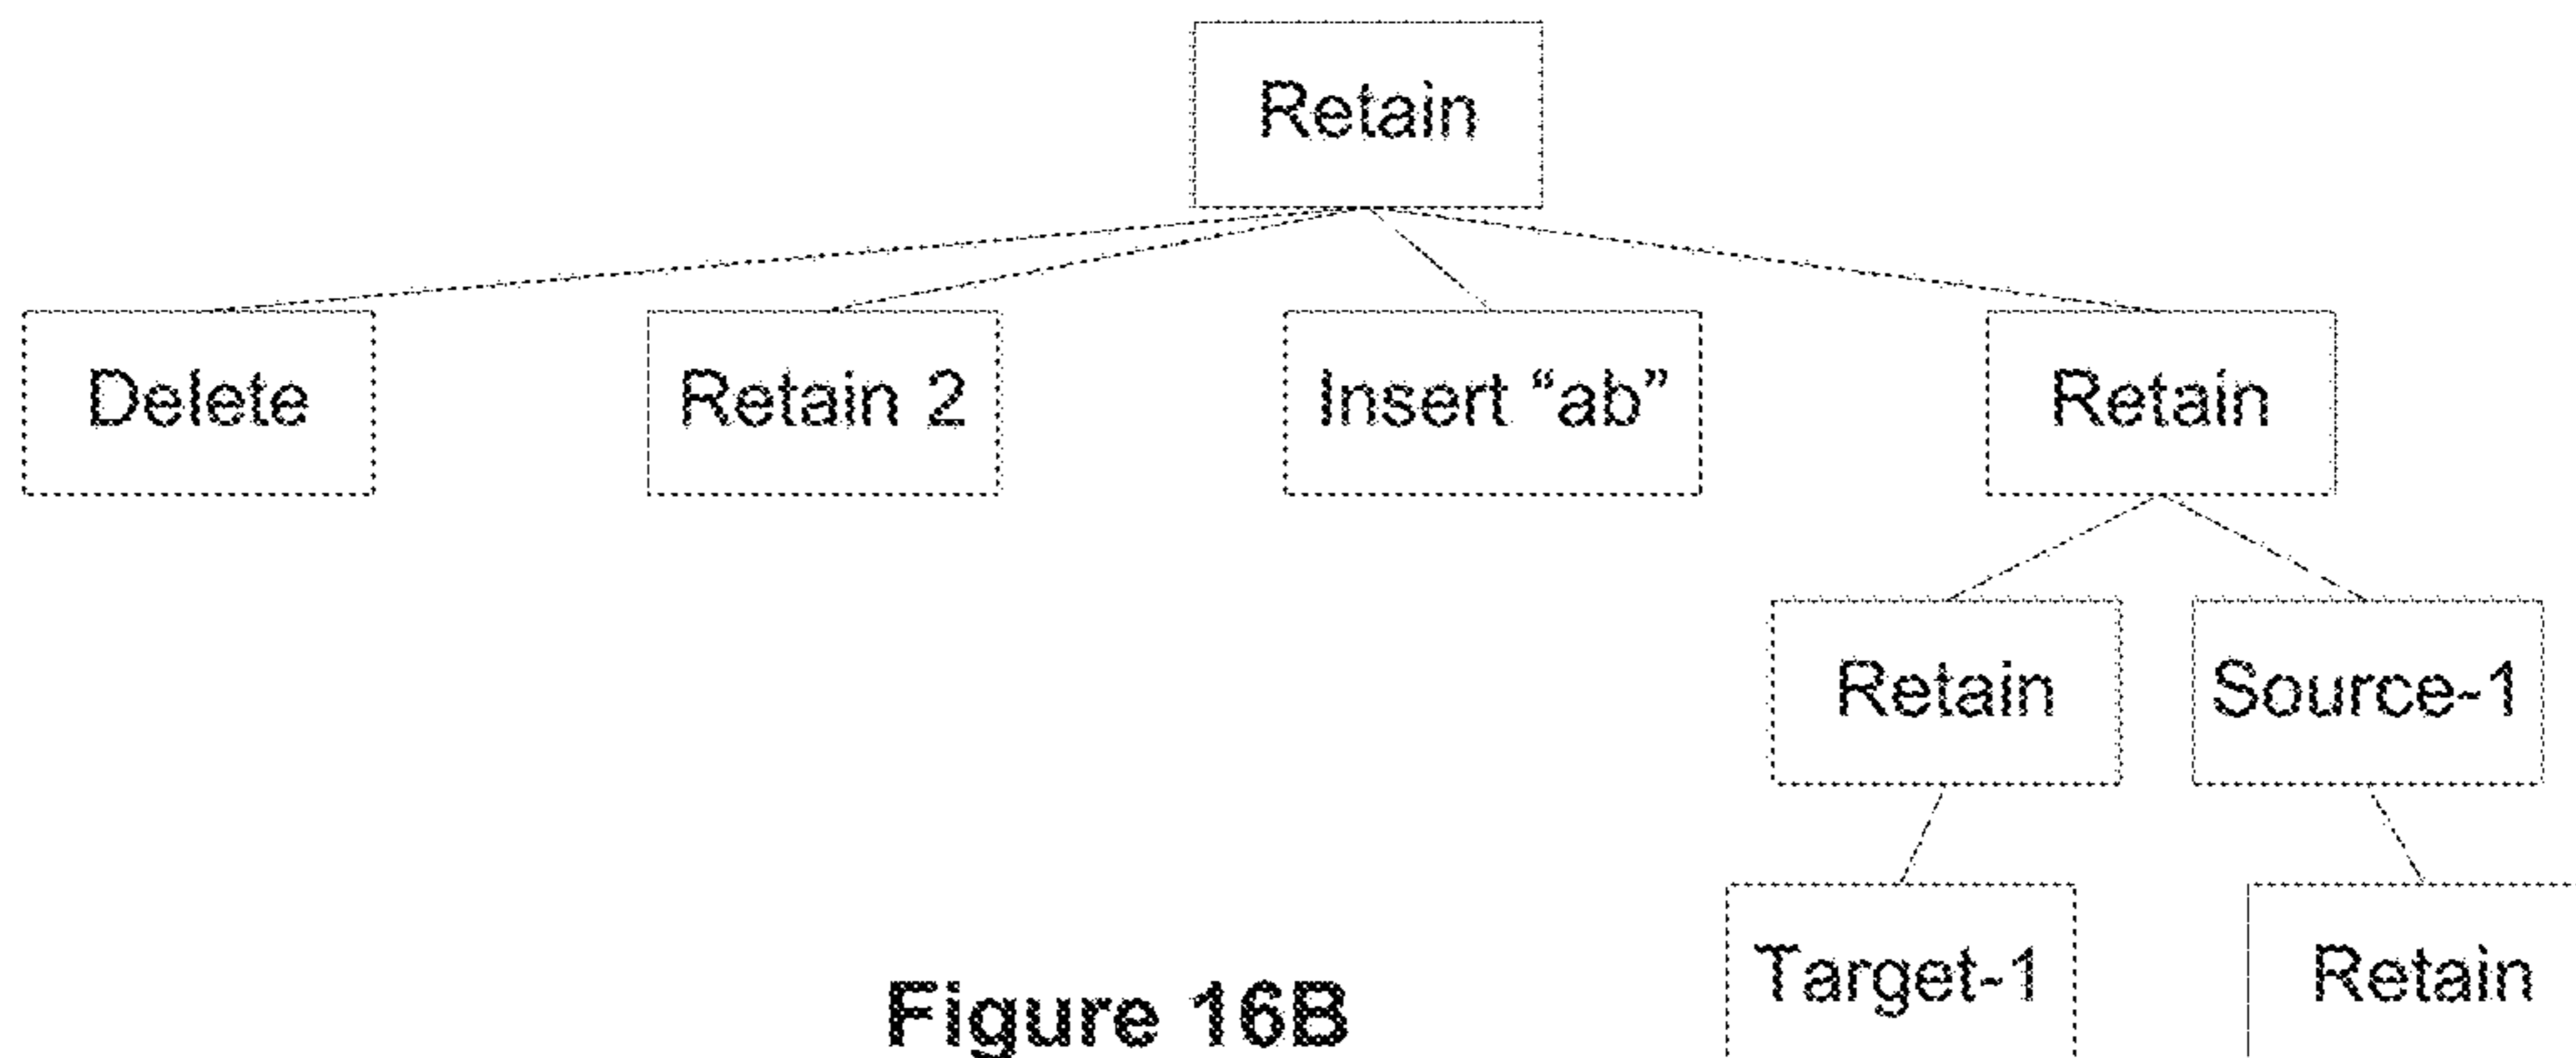 Retain
Delete
Retain 2
Insert “ab”
Retain
Retain
Source-1
Target-1
Retain
Figure 16B